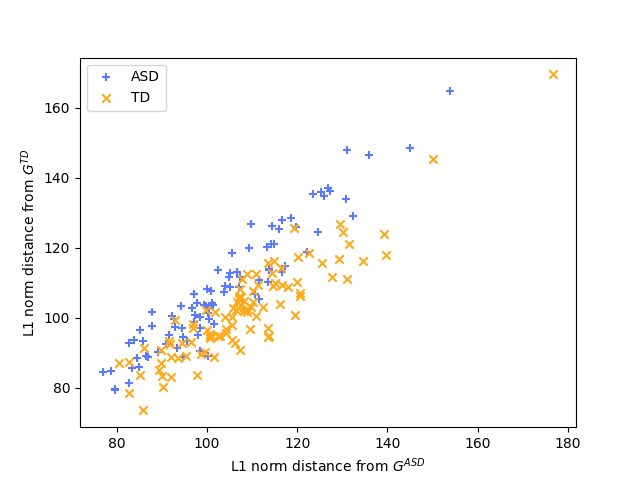 ASD
TD
160
140
120
100
80
L1 norm distance from G^{TD}
80 100 120 140 160 180
L1 norm distance from G^{ASD}